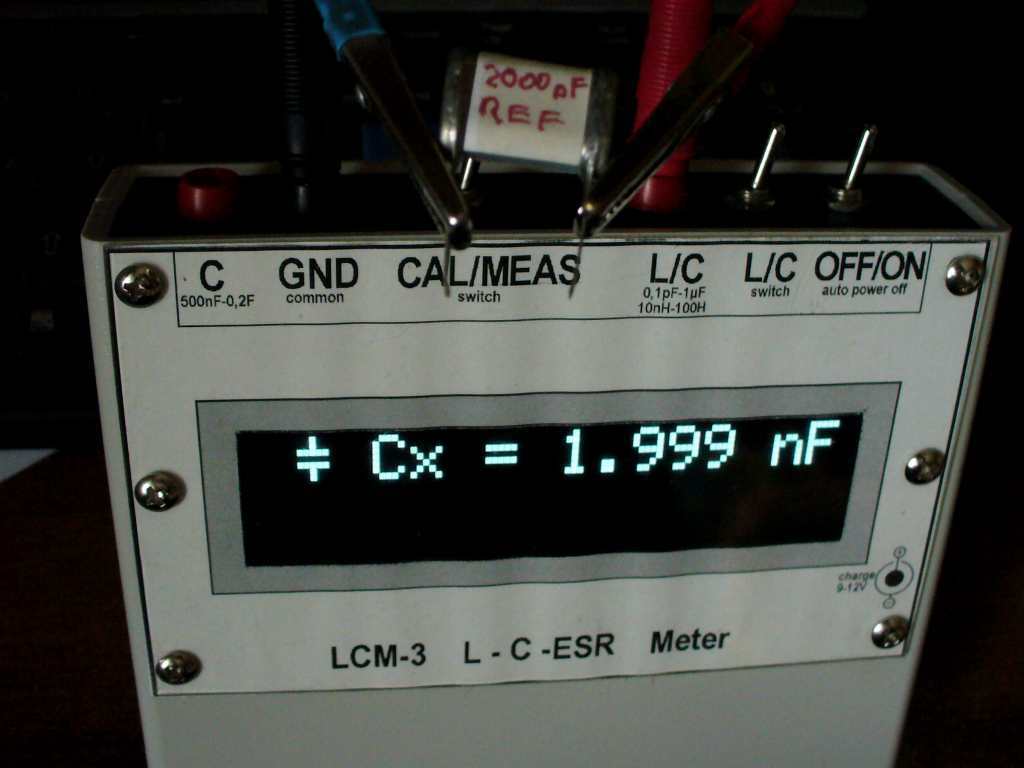 2000pF
REF
C GND CAL/MEAS L/C L/C OFF/ON
500nF-0,2F common switch 0,1pF-1µF switch auto power off
10nH-100H
Cx = 1.999 nF
charge
9-12V
LCM-3 L - C -ESR Meter